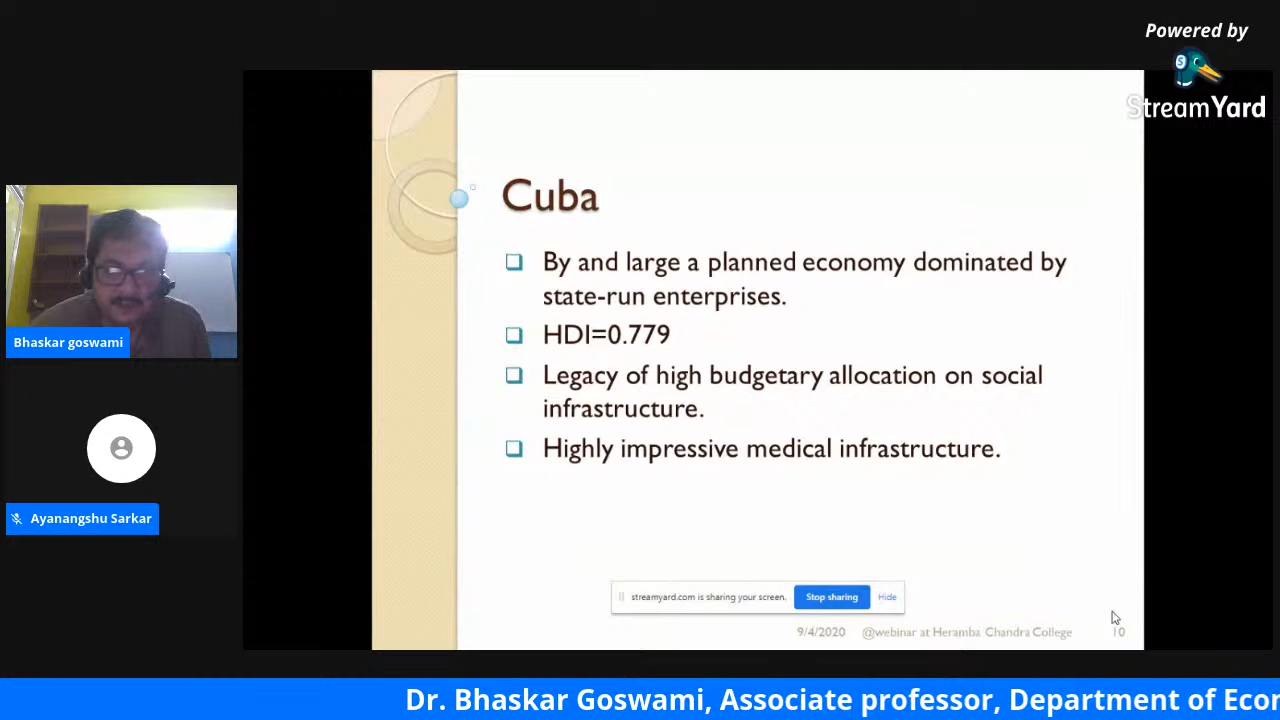 Powered by
StreamYard
Cuba
By and large a planned economy dominated by
state-run enterprises.
HDI=0.779
Legacy of high budgetary allocation on social
infrastructure.
Highly impressive medical infrastructure.
Bhaskar goswami
Ayanangshu Sarkar
streamyard.com is sharing your screen.
Stop sharing
Hide
9/4/2020 @webinar at Heramba Chandra College 10
Dr. Bhaskar Goswami, Associate professor, Department of Econ